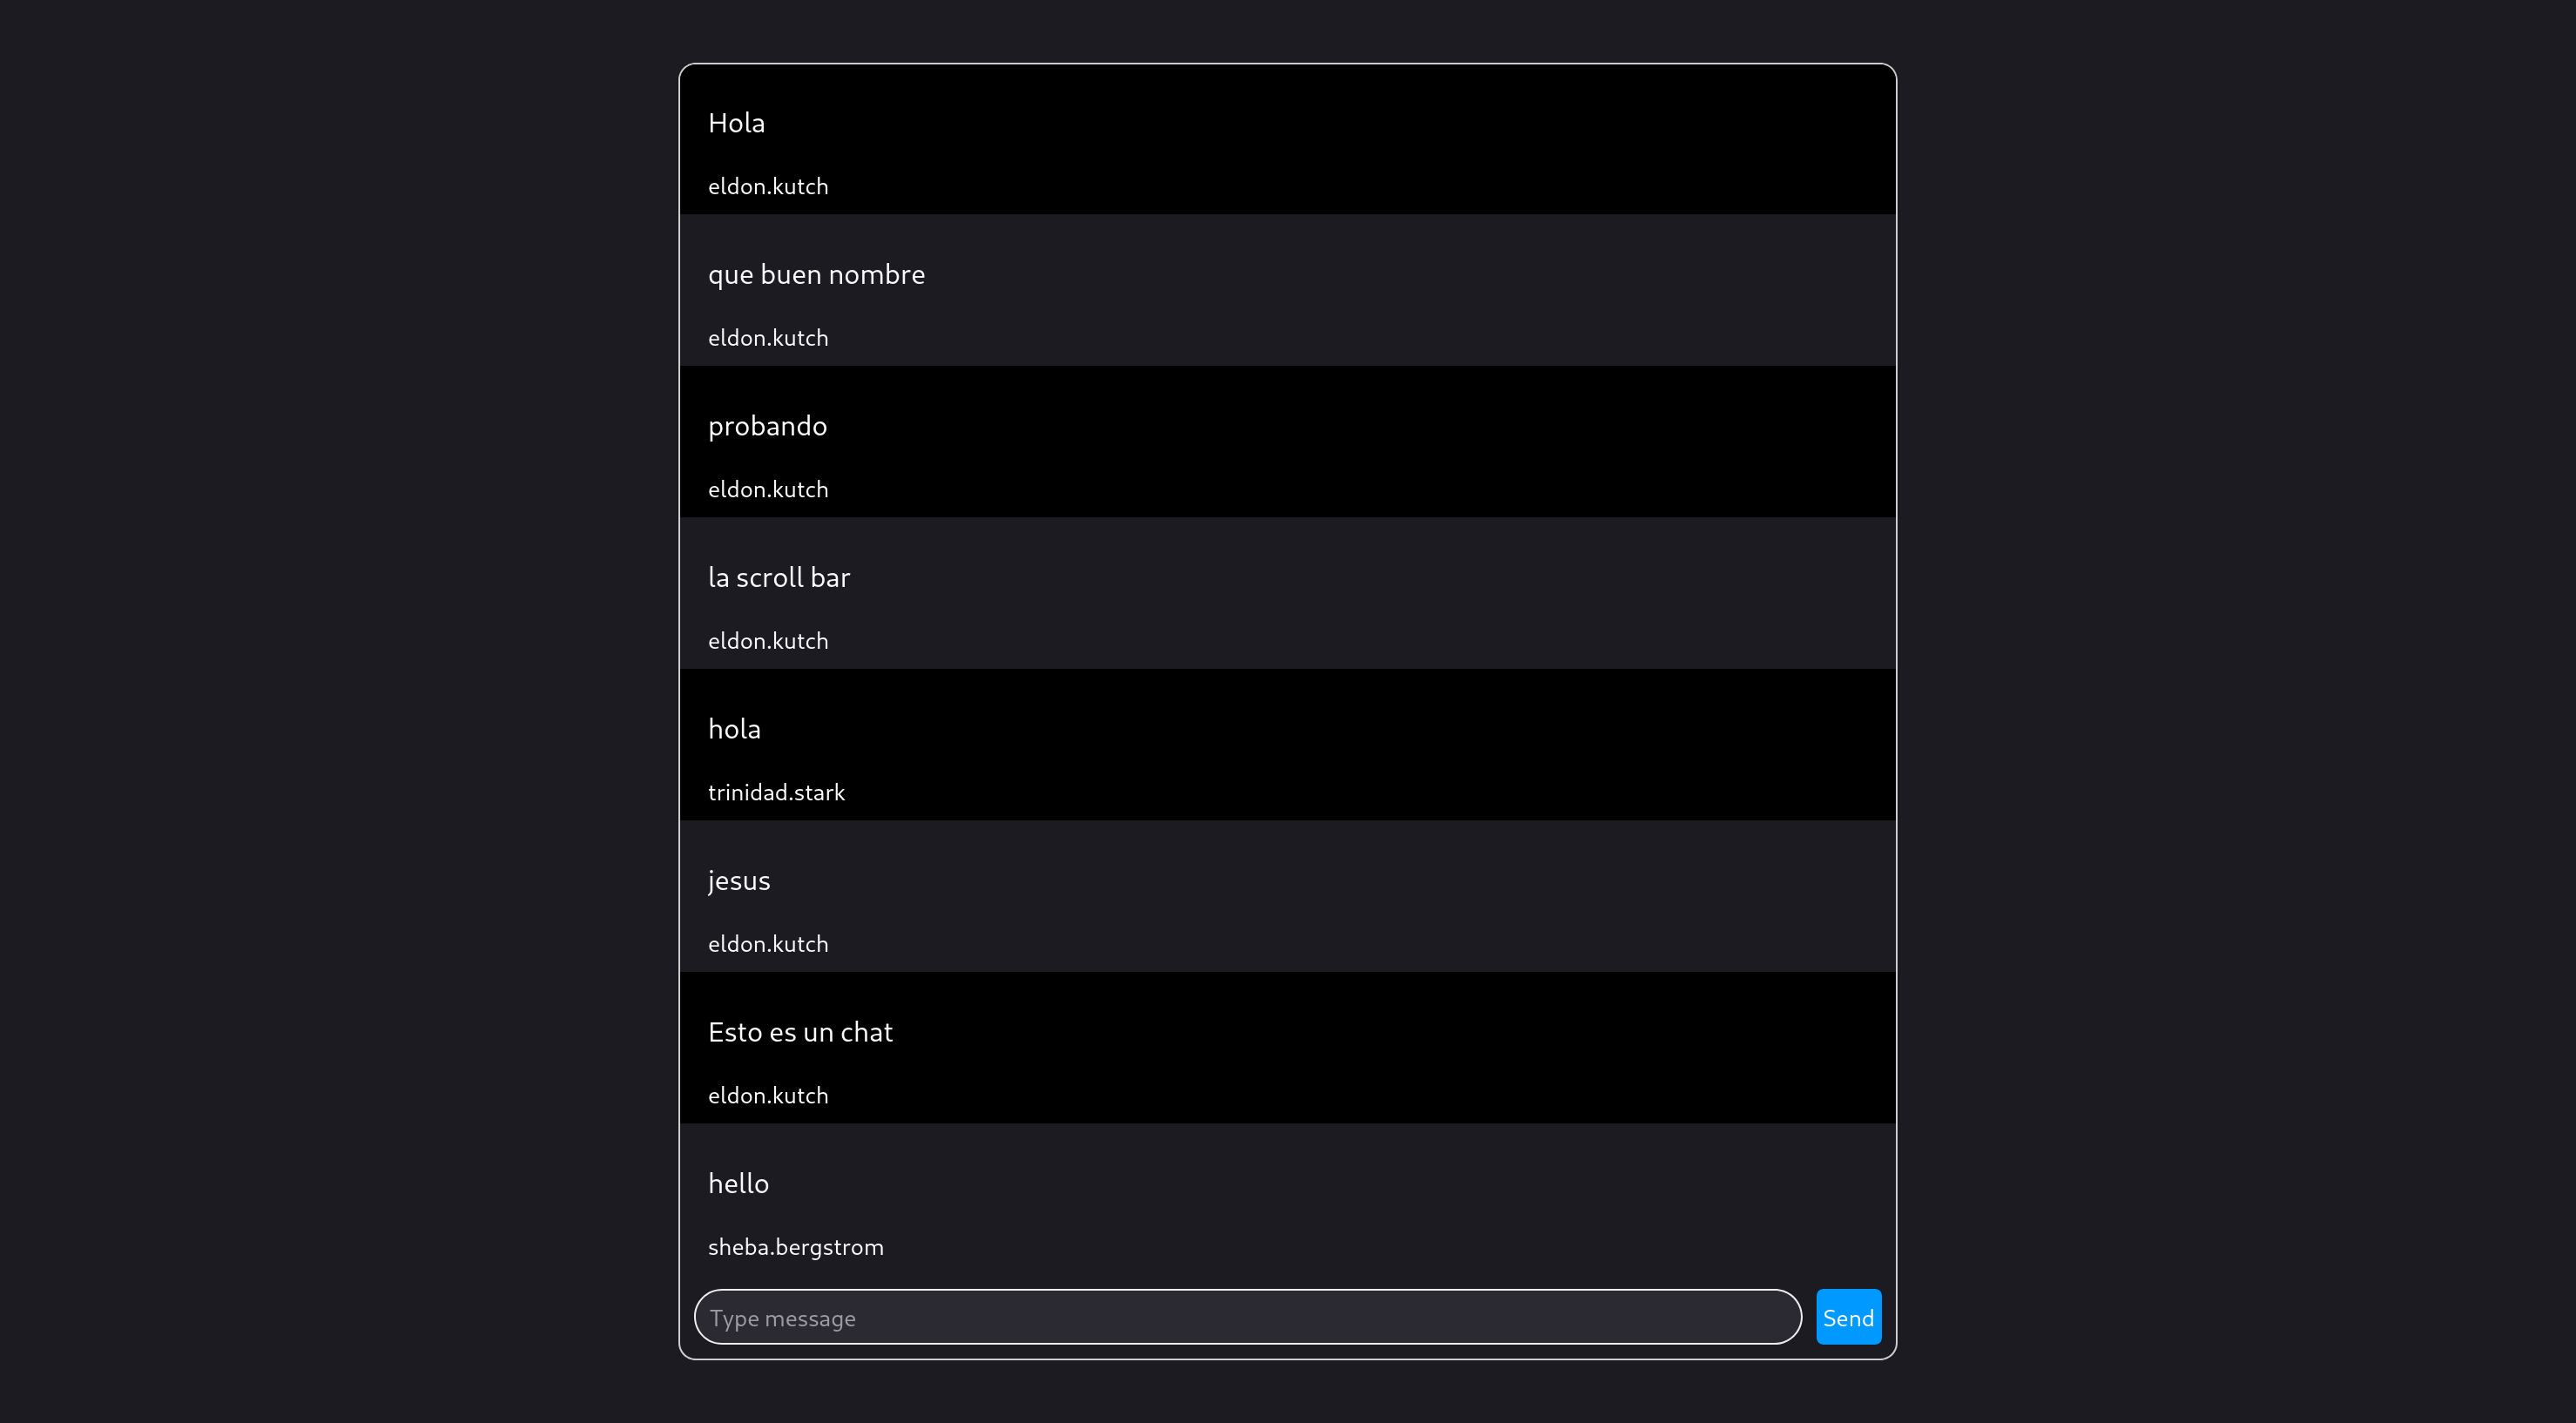 Hola
eldon.kutch
que buen nombre
eldon.kutch
probando
eldon.kutch
la scroll bar
eldon.kutch
hola
trinidad.stark
jesus
eldon.kutch
Esto es un chat
eldon.kutch
hello
sheba.bergstrom
Type message
Send